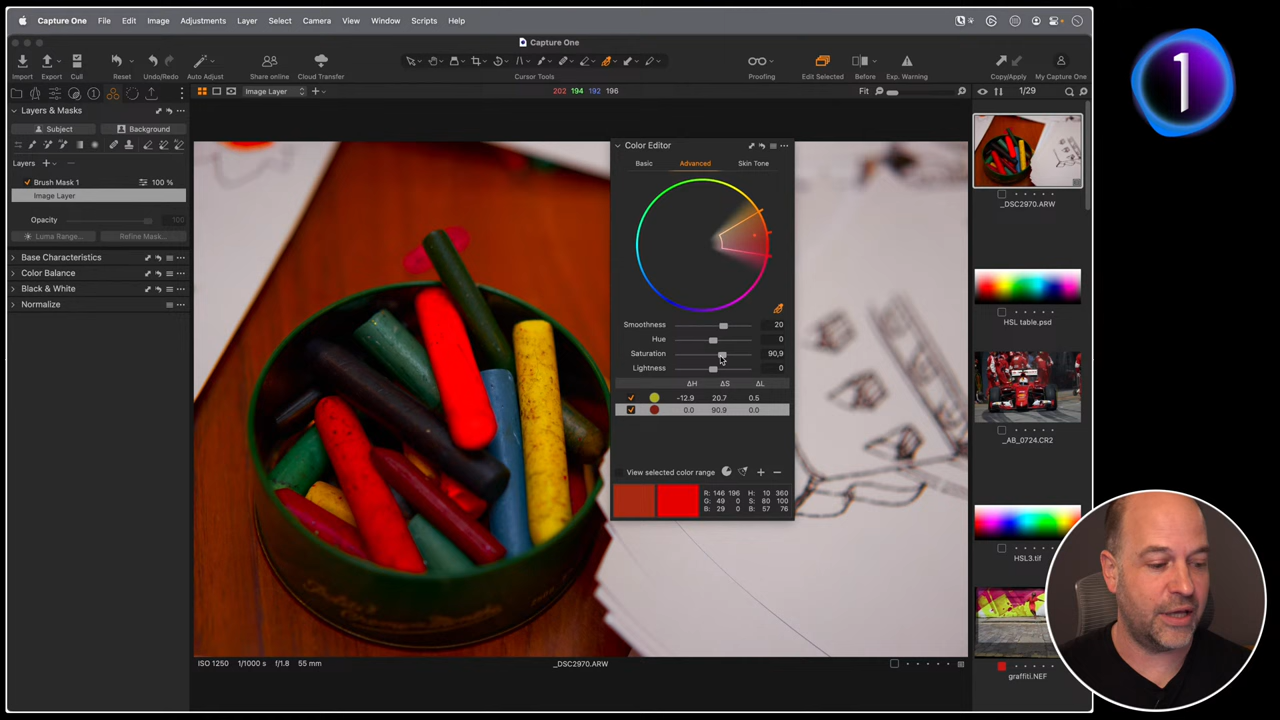 Capture One File Edit Image Adjustments Layer Select Camera View Window Scripts Help
Capture One
Import Export Cull Reset Undo/Redo Auto Adjust Share online Cloud Transfer Cursor Tools Proofing Edit Selected Before Exp. Warning Copy/Apply My Capture One
Image Layer 202 194 192 196 Fit 1/29
Layers & Masks
Subject Background
Layers
Brush Mask 1 100 %
Image Layer
Opacity 100
Luma Range... Refine Mask...
Base Characteristics
Color Balance
Black & White
Normalize
Color Editor
Basic Advanced Skin Tone
Smoothness 20
Hue 0
Saturation 90,9
Lightness 0
ΔH ΔS ΔL
-12.9 20.7 0.5
0.0 90.9 0.0
View selected color range
R: 146 196 H: 10 360
G: 49 0 S: 80 100
B: 29 0 B: 57 76
ISO 1250 1/1000 s f/1.8 55 mm
_DSC2970.ARW
_DSC2970.ARW
HSL table.psd
_AB_0724.CR2
HSL3.tif
graffiti.NEF
1